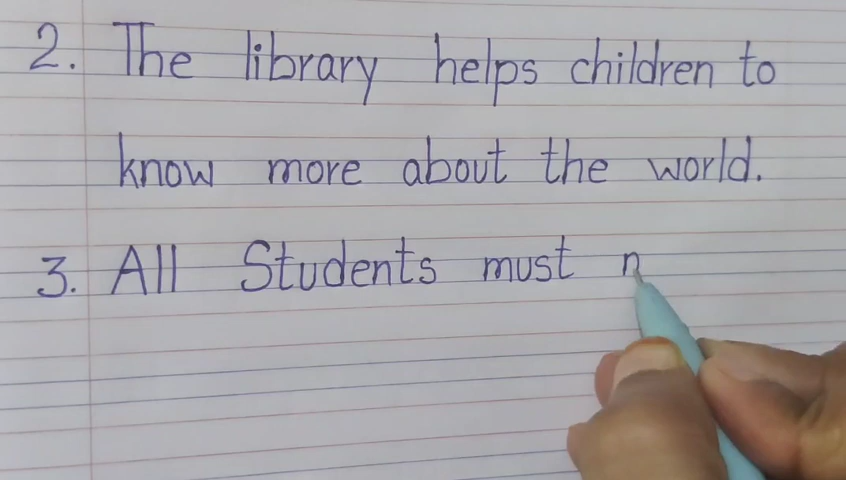 2. The library helps children to
know more about the world.
3. All Students must